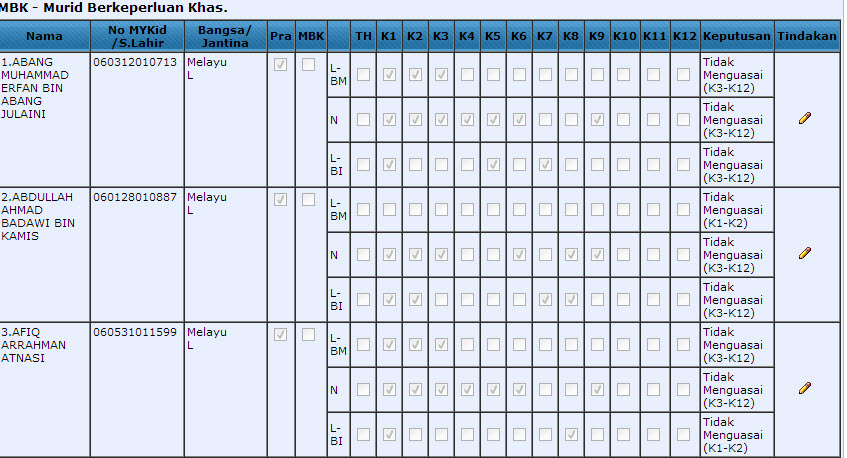 MBK - Murid Berkeperluan Khas.
Nama No MYKid /S.Lahir Bangsa/ Jantina Pra MBK TH K1 K2 K3 K4 K5 K6 K7 K8 K9 K10 K11 K12 Keputusan Tindakan
1.ABANG MUHAMMAD ERFAN BIN ABANG JULAINI
060312010713
Melayu
L
L-BM
Tidak Menguasai (K3-K12)
N
Tidak Menguasai (K3-K12)
L-BI
Tidak Menguasai (K3-K12)
2.ABDULLAH AHMAD BADAWI BIN KAMIS
060128010887
Melayu
L
L-BM
Tidak Menguasai (K1-K2)
N
Tidak Menguasai (K3-K12)
L-BI
Tidak Menguasai (K3-K12)
3.AFIQ ARRAHMAN ATNASI
060531011599
Melayu
L
L-BM
Tidak Menguasai (K3-K12)
N
Tidak Menguasai (K3-K12)
L-BI
Tidak Menguasai (K1-K2)